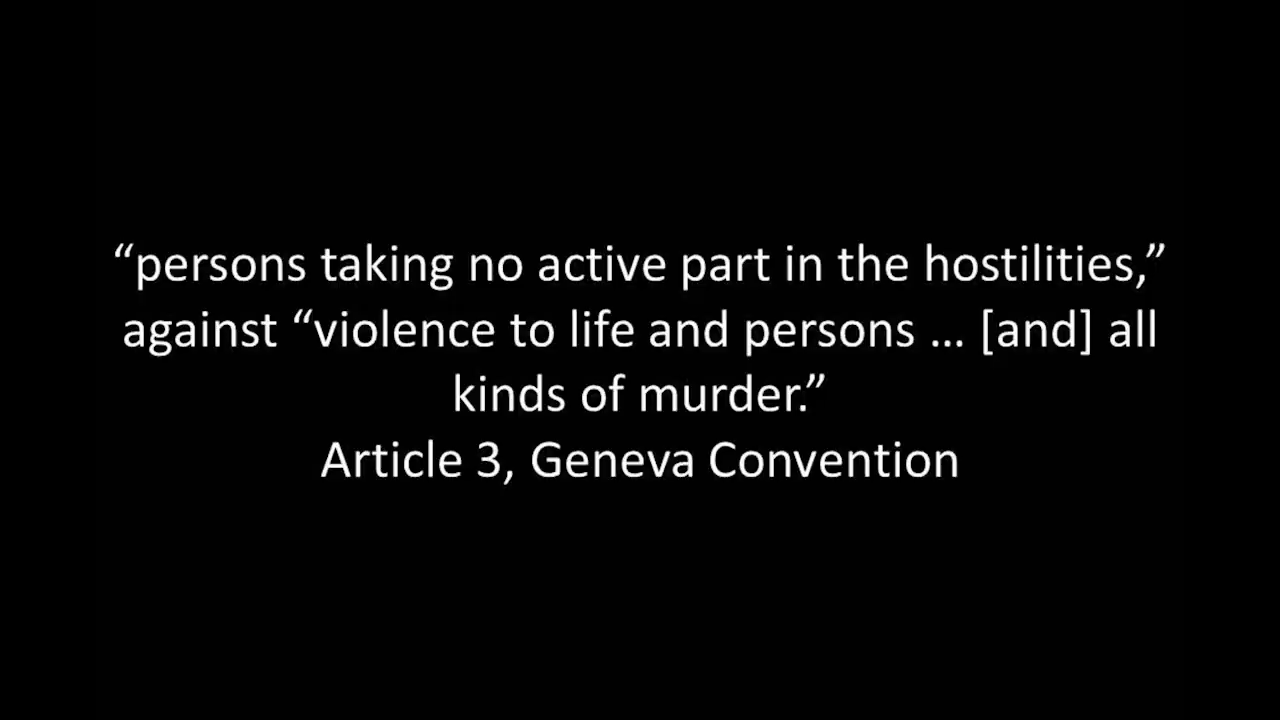 “persons taking no active part in the hostilities,”
against “violence to life and persons … [and] all
kinds of murder.”
Article 3, Geneva Convention